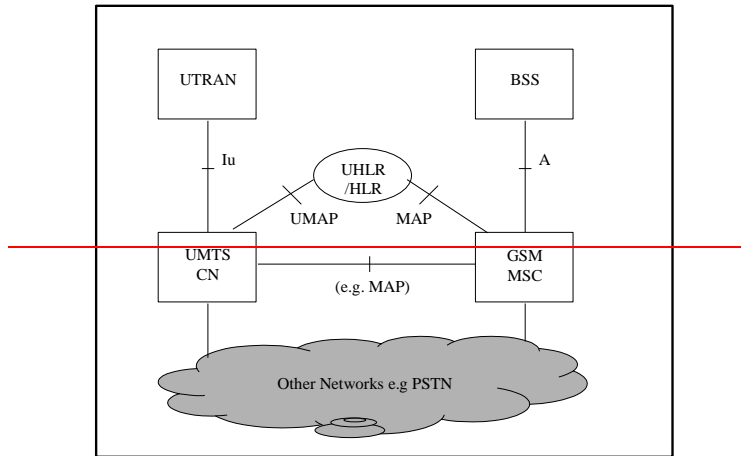 UTRAN
BSS
Iu
A
UHLR
/HLR
UMAP
MAP
UMTS
CN
GSM
MSC
(e.g. MAP)
Other Networks e.g PSTN